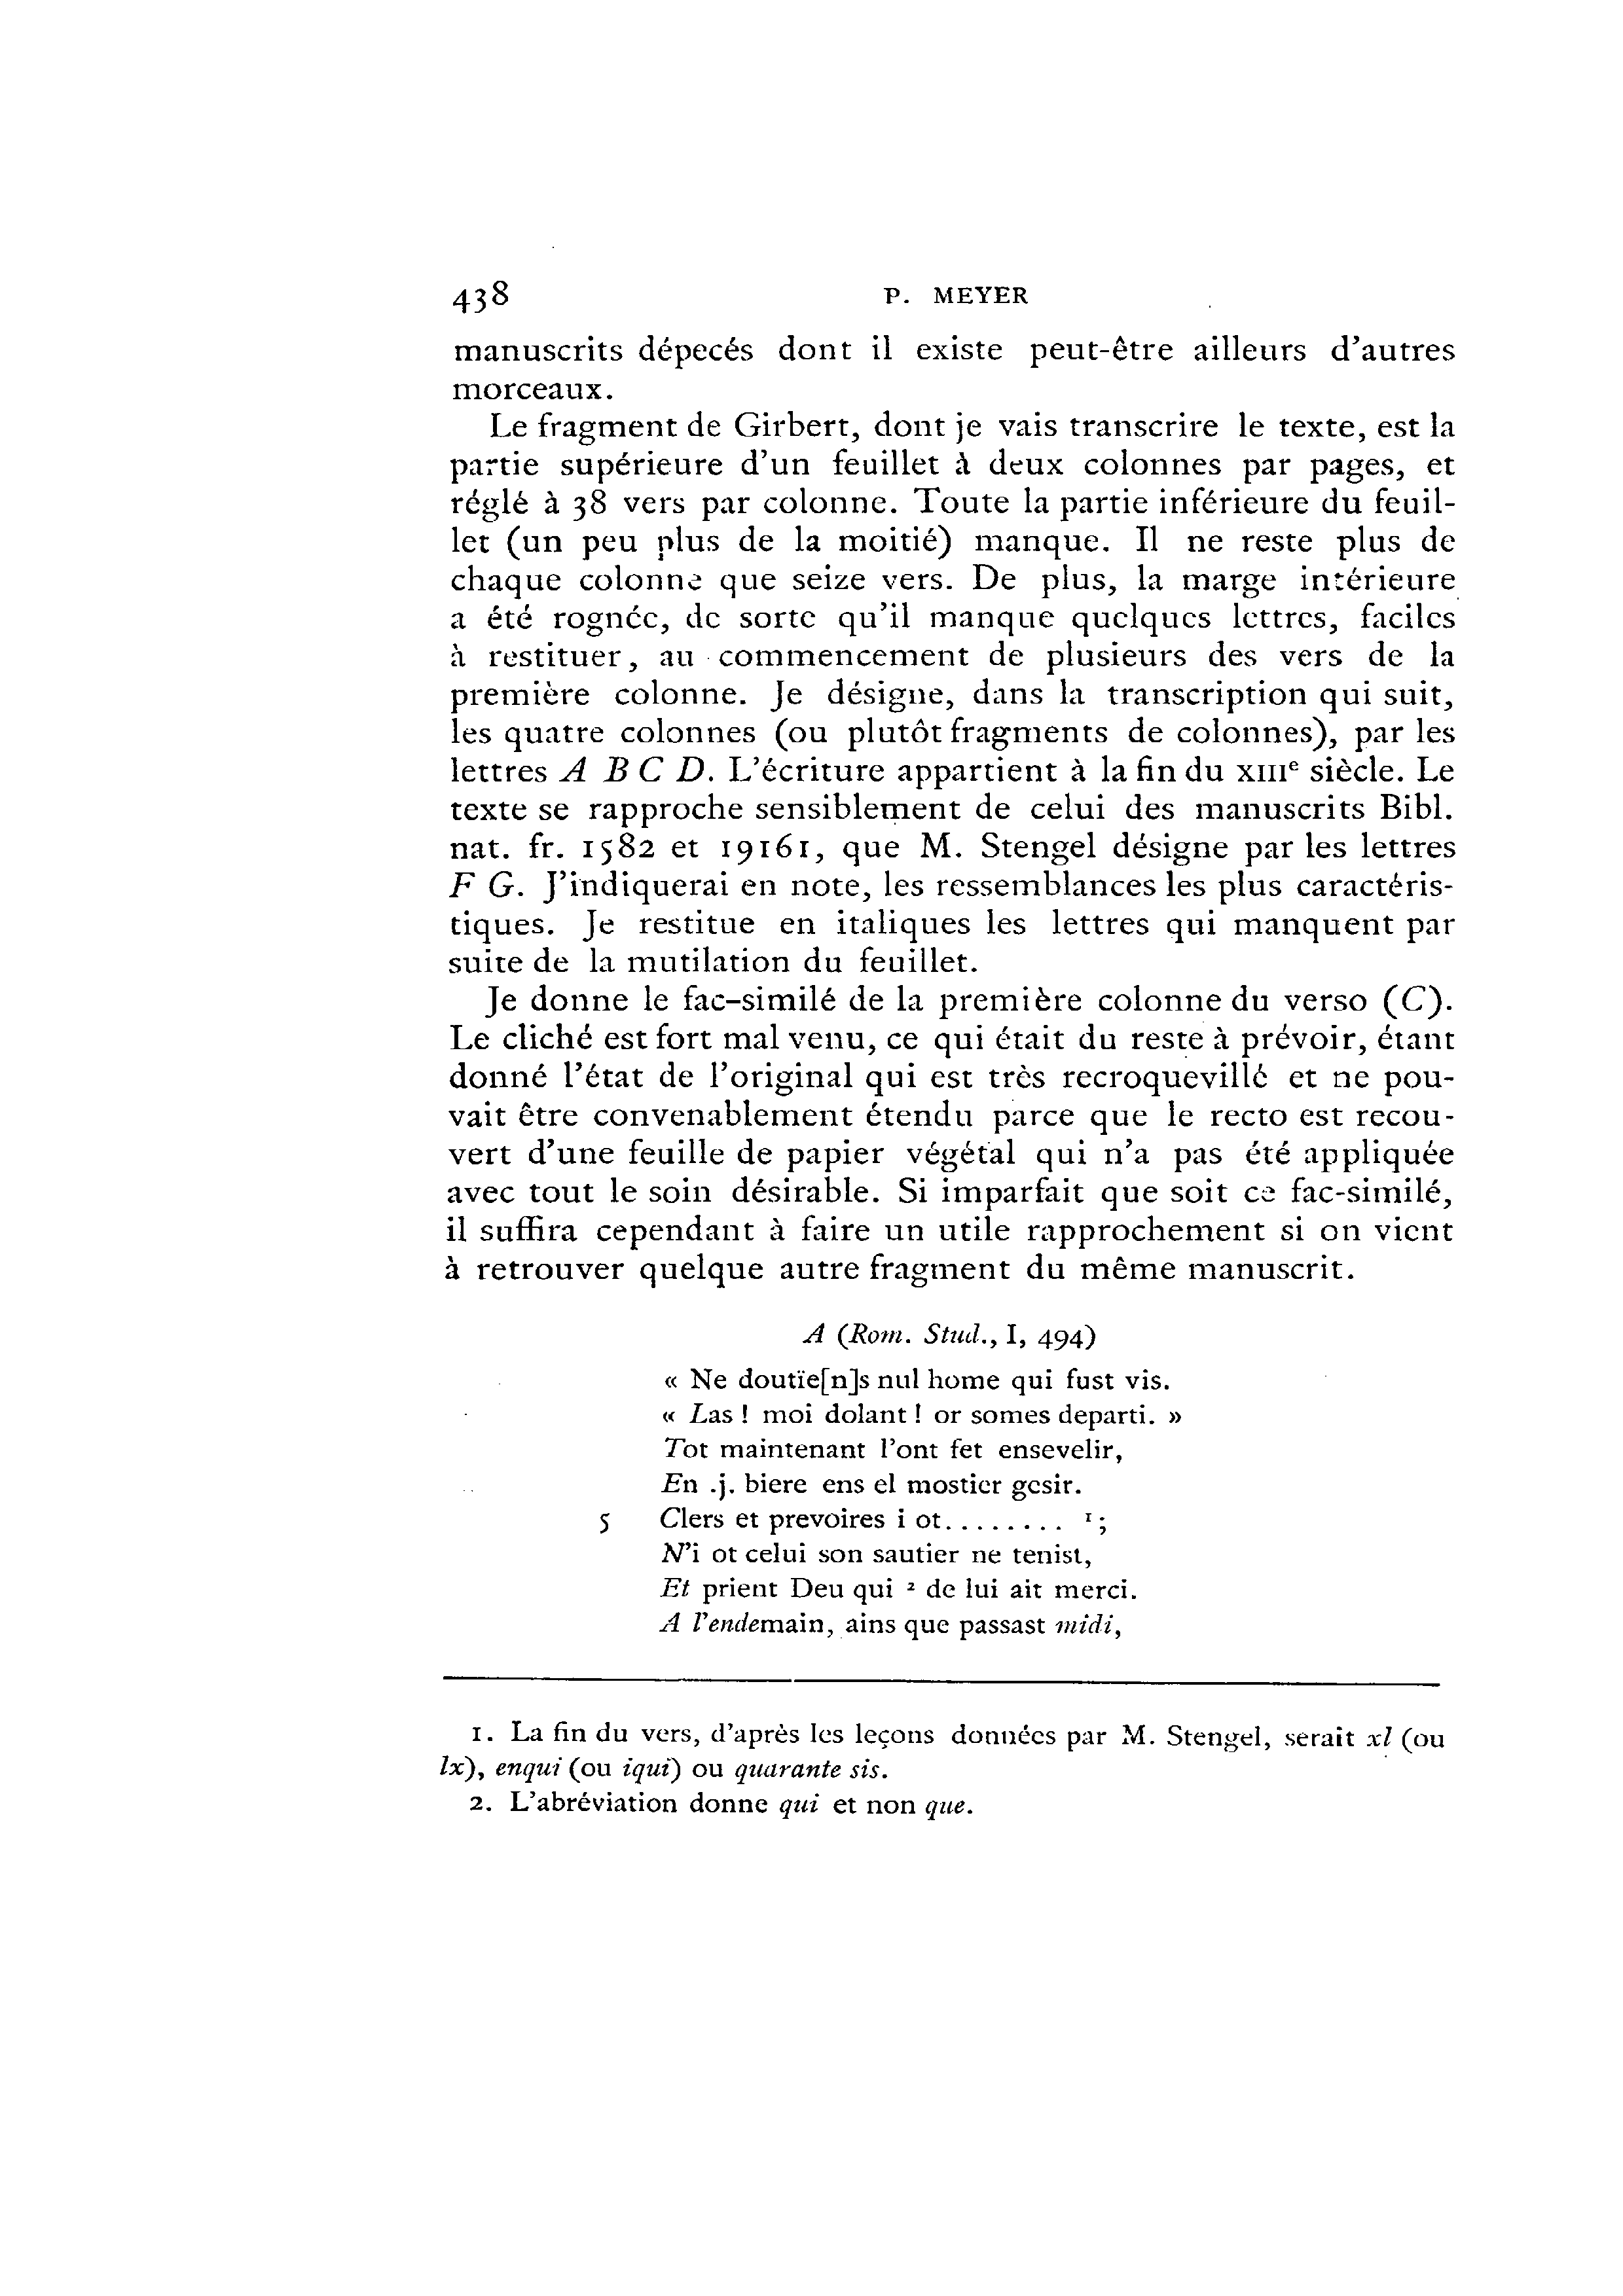 438 P. MEYER
manuscrits dépecés dont il existe peut-être ailleurs d'autres
morceaux.
Le fragment de Girbert, dont je vais transcrire le texte, est la
partie supérieure d'un feuillet à deux colonnes par pages, et
réglé à 38 vers par colonne. Toute la partie inférieure du feuil-
let (un peu plus de la moitié) manque. Il ne reste plus de
chaque colonne que seize vers. De plus, la marge intérieure
a été rognée, de sorte qu'il manque quelques lettres, faciles
à restituer, au commencement de plusieurs des vers de la
première colonne. Je désigne, dans la transcription qui suit,
les quatre colonnes (ou plutôt fragments de colonnes), par les
lettres A B C D. L'écriture appartient à la fin du XIIIe siècle. Le
texte se rapproche sensiblement de celui des manuscrits Bibl.
nat. fr. 1582 et 19161, que M. Stengel désigne par les lettres
F G. J'indiquerai en note, les ressemblances les plus caractéris-
tiques. Je restitue en italiques les lettres qui manquent par
suite de la mutilation du feuillet.
Je donne le fac-similé de la première colonne du verso (C).
Le cliché est fort mal venu, ce qui était du reste à prévoir, étant
donné l'état de l'original qui est très recroquevillé et ne pou-
vait être convenablement étendu parce que le recto est recou-
vert d'une feuille de papier végétal qui n'a pas été appliquée
avec tout le soin désirable. Si imparfait que soit ce fac-similé,
il suffira cependant à faire un utile rapprochement si on vient
à retrouver quelque autre fragment du même manuscrit.
A (Rom. Stud., I, 494)
« Ne doutïe[n]s nul home qui fust vis.
« Las ! moi dolant ! or somes departi. »
Tot maintenant l'ont fet ensevelir,
En .j. biere ens el mostier gesir.
5 Clers et prevoires i ot........ 1;
N'i ot celui son sautier ne tenist,
Et prient Deu qui 2 de lui ait merci.
A l'endemain, ains que passast midi,
1. La fin du vers, d'après les leçons données par M. Stengel, serait xl (ou
lx), enqui (ou iqui) ou quarante sis.
2. L'abréviation donne qui et non que.